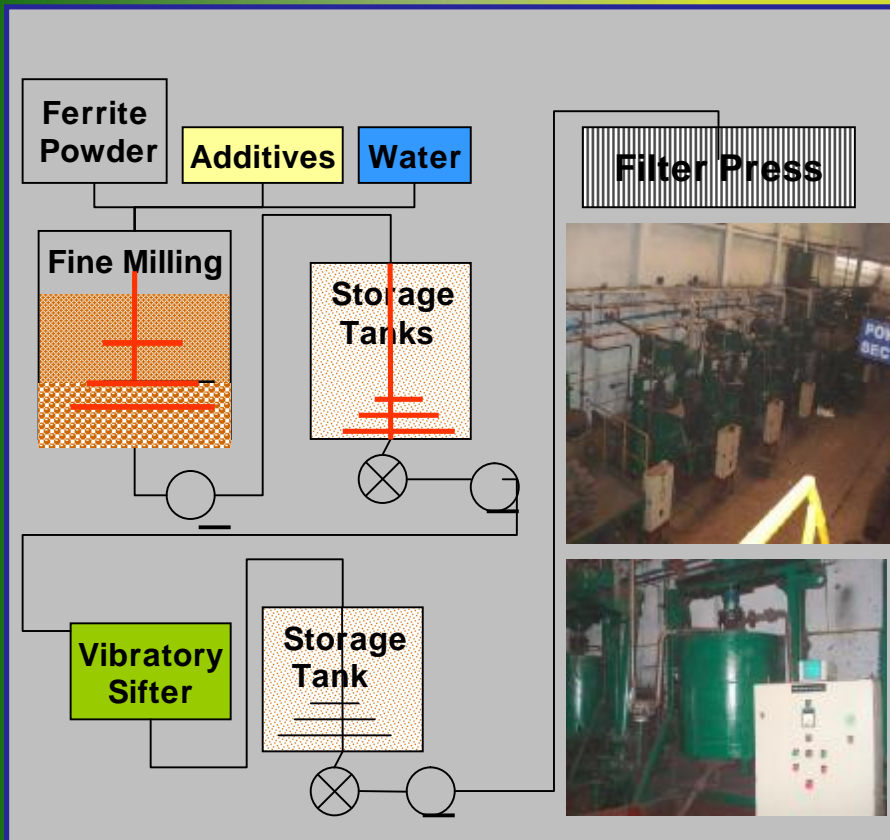 Ferrite
Powder
Additives
Water
Filter Press
Fine Milling
Storage
Tanks
Vibratory
Sifter
Storage
Tank